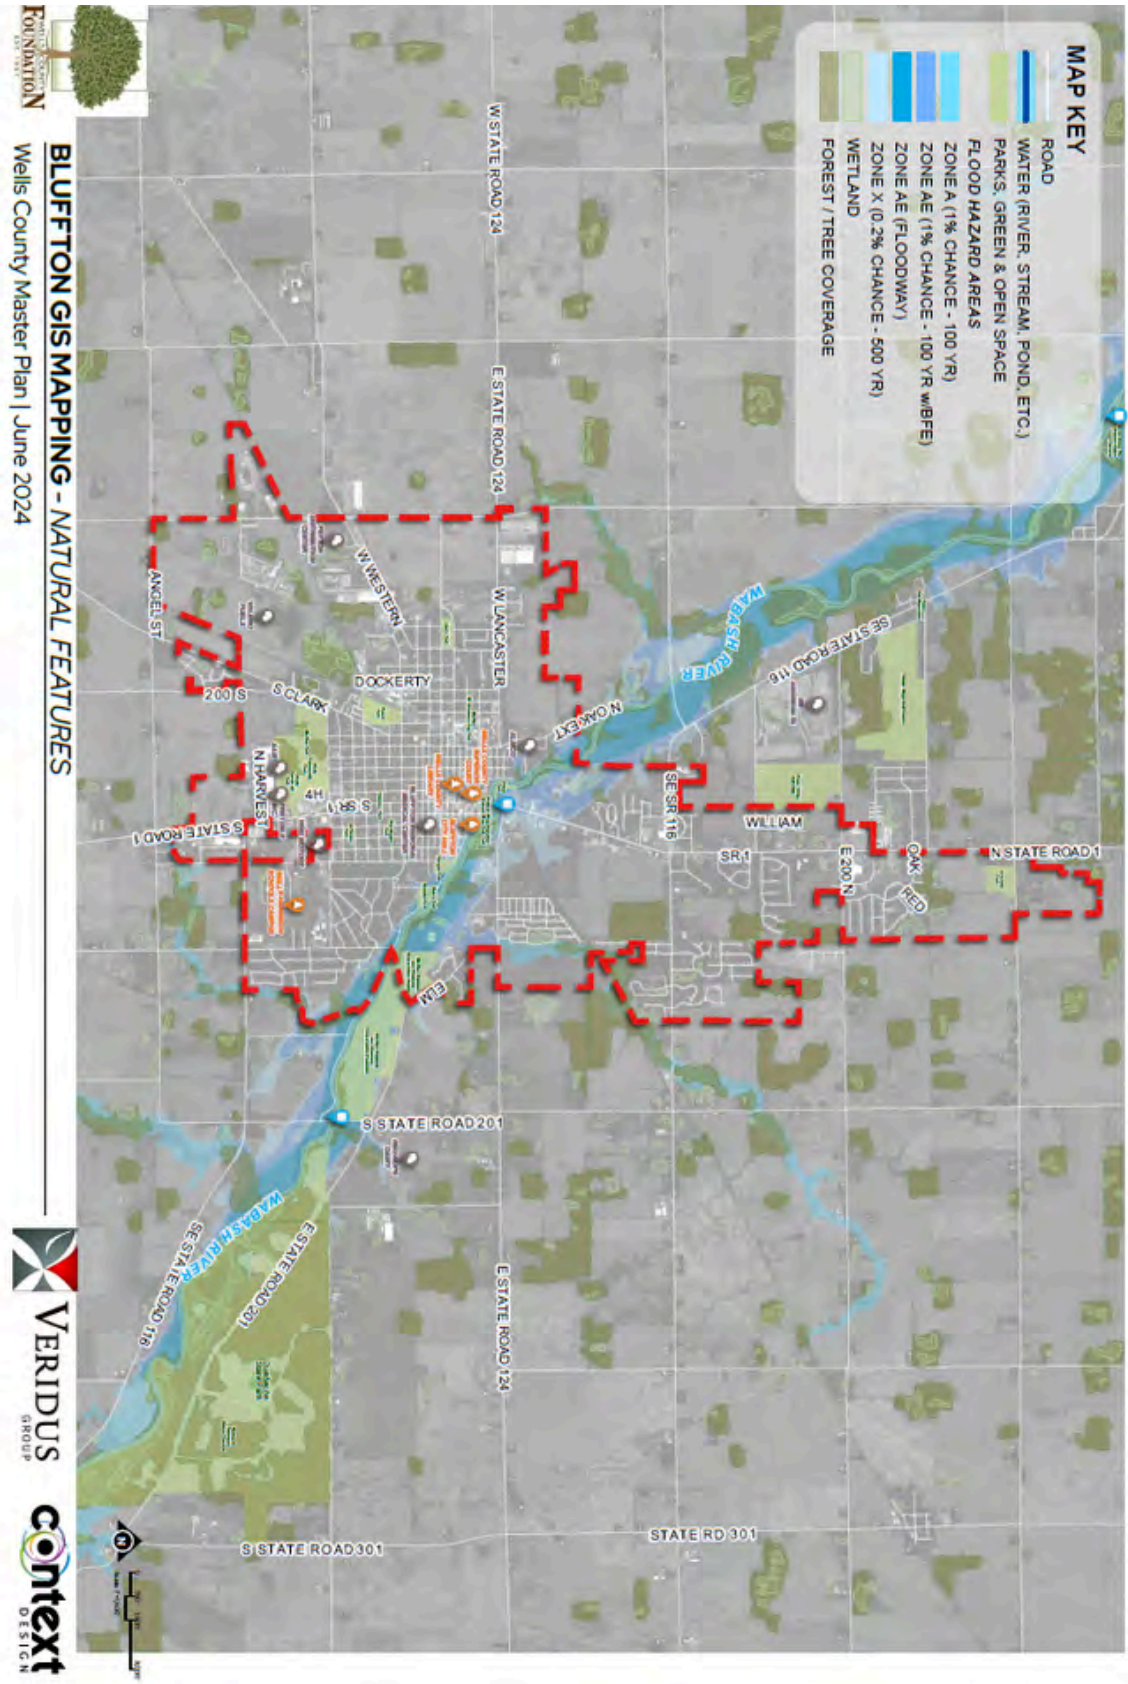 MAP KEY
ROAD
WATER (RIVER, STREAM, POND, ETC.)
PARKS, GREEN & OPEN SPACE
FLOOD HAZARD AREAS
ZONE A (1% CHANCE - 100 YR)
ZONE AE (1% CHANCE - 100 YR w/BFE)
ZONE AE (FLOODWAY)
ZONE X (0.2% CHANCE - 500 YR)
WETLAND
FOREST / TREE COVERAGE
N STATE ROAD 1
OAK
RED
E 200 N
WILLIAM
SR 1
SE SR 116
SE STATE ROAD 116
WABASH RIVER
STATE RD 301
N OAK EXT
W STATE ROAD 124
E STATE ROAD 124
W LANCASTER
E STATE ROAD 124
ELM
W WESTERN
DOCKERTY
S STATE ROAD 201
S CLARK
200 S
ANGEL ST
N HARVEST
4H
S SR 1
S STATE ROAD 1
WABASH RIVER
E STATE ROAD 201
SE STATE ROAD 116
S STATE ROAD 301
N
FOUNDATION
BLUFFTON GIS MAPPING - NATURAL FEATURES
Wells County Master Plan | June 2024
VERIDUS
GROUP
context
DESIGN